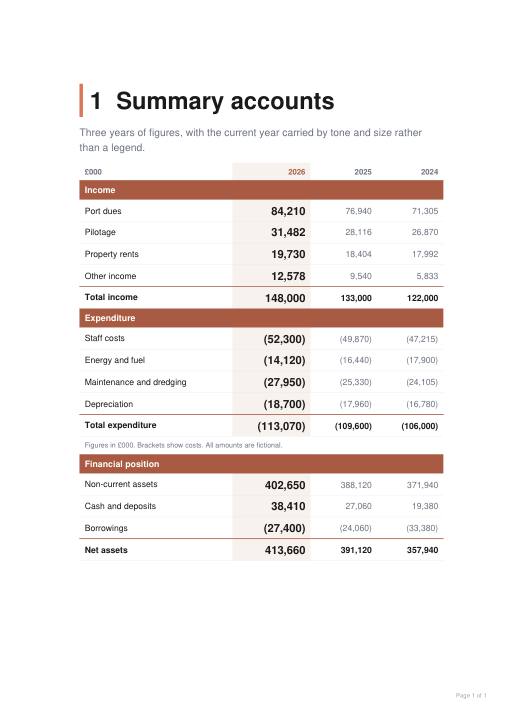 1 Summary accounts
Three years of figures, with the current year carried by tone and size rather
than a legend.
£000 2026 2025 2024
Income
Port dues 84,210 76,940 71,305
Pilotage 31,482 28,116 26,870
Property rents 19,730 18,404 17,992
Other income 12,578 9,540 5,833
Total income 148,000 133,000 122,000
Expenditure
Staff costs (52,300) (49,870) (47,215)
Energy and fuel (14,120) (16,440) (17,900)
Maintenance and dredging (27,950) (25,330) (24,105)
Depreciation (18,700) (17,960) (16,780)
Total expenditure (113,070) (109,600) (106,000)
Figures in £000. Brackets show costs. All amounts are fictional.
Financial position
Non-current assets 402,650 388,120 371,940
Cash and deposits 38,410 27,060 19,380
Borrowings (27,400) (24,060) (33,380)
Net assets 413,660 391,120 357,940
Page 1 of 1